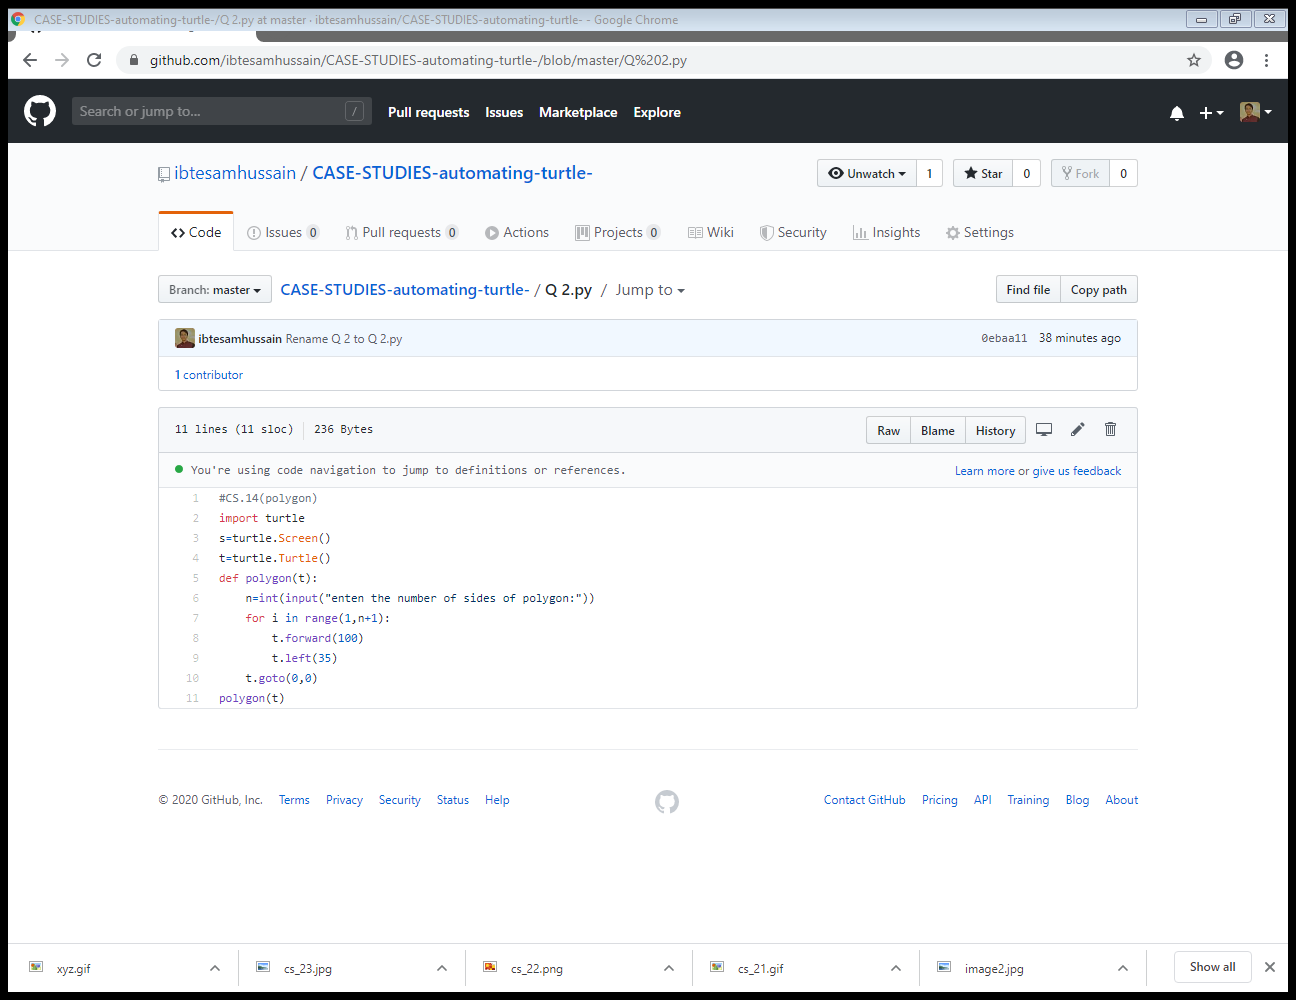 CASE-STUDIES-automating-turtle-/Q 2.py at master · ibtesamhussain/CASE-STUDIES-automating-turtle- - Google Chrome
github.com/ibtesamhussain/CASE-STUDIES-automating-turtle-/blob/master/Q%202.py
Search or jump to... / Pull requests Issues Marketplace Explore
ibtesamhussain / CASE-STUDIES-automating-turtle- Unwatch 1 Star 0 Fork 0
Code Issues 0 Pull requests 0 Actions Projects 0 Wiki Security Insights Settings
Branch: master CASE-STUDIES-automating-turtle- / Q 2.py / Jump to Find file Copy path
ibtesamhussain Rename Q 2 to Q 2.py 0ebaa11 38 minutes ago
1 contributor
11 lines (11 sloc) 236 Bytes Raw Blame History
You're using code navigation to jump to definitions or references. Learn more or give us feedback
1 #CS.14(polygon)
2 import turtle
3 s=turtle.Screen()
4 t=turtle.Turtle()
5 def polygon(t):
6 n=int(input("enten the number of sides of polygon:"))
7 for i in range(1,n+1):
8 t.forward(100)
9 t.left(35)
10 t.goto(0,0)
11 polygon(t)
© 2020 GitHub, Inc. Terms Privacy Security Status Help Contact GitHub Pricing API Training Blog About
xyz.gif cs_23.jpg cs_22.png cs_21.gif image2.jpg Show all